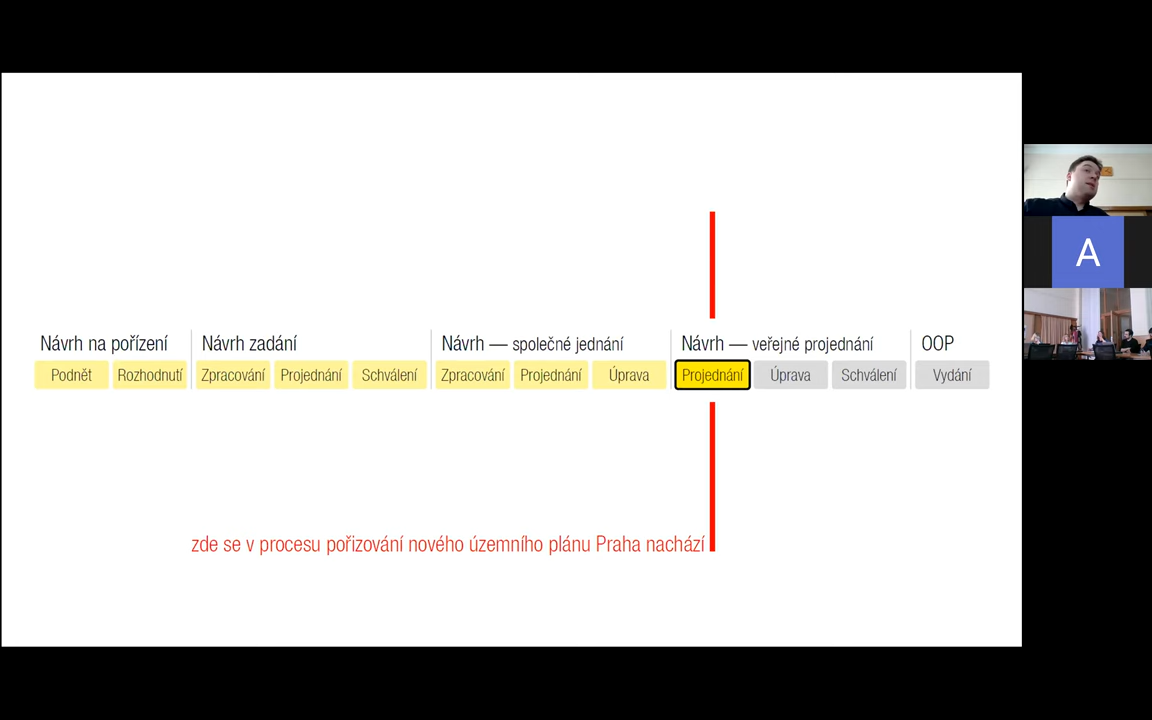 Návrh na pořízení
Návrh zadání
Návrh — společné jednání
Návrh — veřejné projednání
OOP
Podnět
Rozhodnutí
Zpracování
Projednání
Schválení
Zpracování
Projednání
Úprava
Projednání
Úprava
Schválení
Vydání
zde se v procesu pořizování nového územního plánu Praha nachází
A